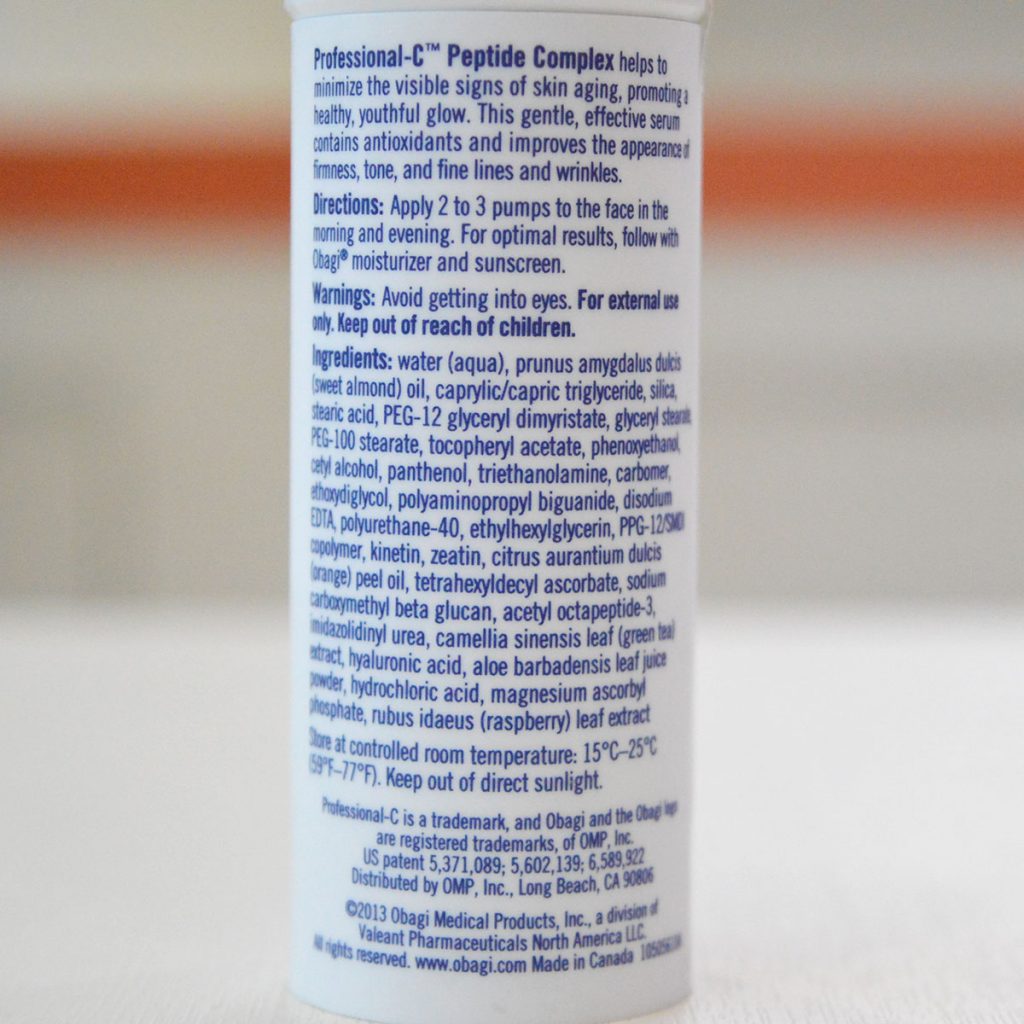 Professional-C™ Peptide Complex helps to
minimize the visible signs of skin aging, promoting a
healthy, youthful glow. This gentle, effective serum
contains antioxidants and improves the appearance of
firmness, tone, and fine lines and wrinkles.
Directions: Apply 2 to 3 pumps to the face in the
morning and evening. For optimal results, follow with
Obagi® moisturizer and sunscreen.
Warnings: Avoid getting into eyes. For external use
only. Keep out of reach of children.
Ingredients: water (aqua), prunus amygdalus dulcis
(sweet almond) oil, caprylic/capric triglyceride, silica,
stearic acid, PEG-12 glyceryl dimyristate, glyceryl stearate,
PEG-100 stearate, tocopheryl acetate, phenoxyethanol,
cetyl alcohol, panthenol, triethanolamine, carbomer,
ethoxydiglycol, polyaminopropyl biguanide, disodium
EDTA, polyurethane-40, ethylhexylglycerin, PPG-12/SMDI
copolymer, kinetin, zeatin, citrus aurantium dulcis
(orange) peel oil, tetrahexyldecyl ascorbate, sodium
carboxymethyl beta glucan, acetyl octapeptide-3,
imidazolidinyl urea, camellia sinensis leaf (green tea)
extract, hyaluronic acid, aloe barbadensis leaf juice
powder, hydrochloric acid, magnesium ascorbyl
phosphate, rubus idaeus (raspberry) leaf extract
Store at controlled room temperature: 15°C–25°C
(59°F–77°F). Keep out of direct sunlight.
Professional-C is a trademark, and Obagi and the Obagi logo
are registered trademarks, of OMP, Inc.
US patent 5,371,089; 5,602,139; 6,589,922
Distributed by OMP, Inc., Long Beach, CA 90806
©2013 Obagi Medical Products, Inc., a division of
Valeant Pharmaceuticals North America LLC.
All rights reserved. www.obagi.com Made in Canada